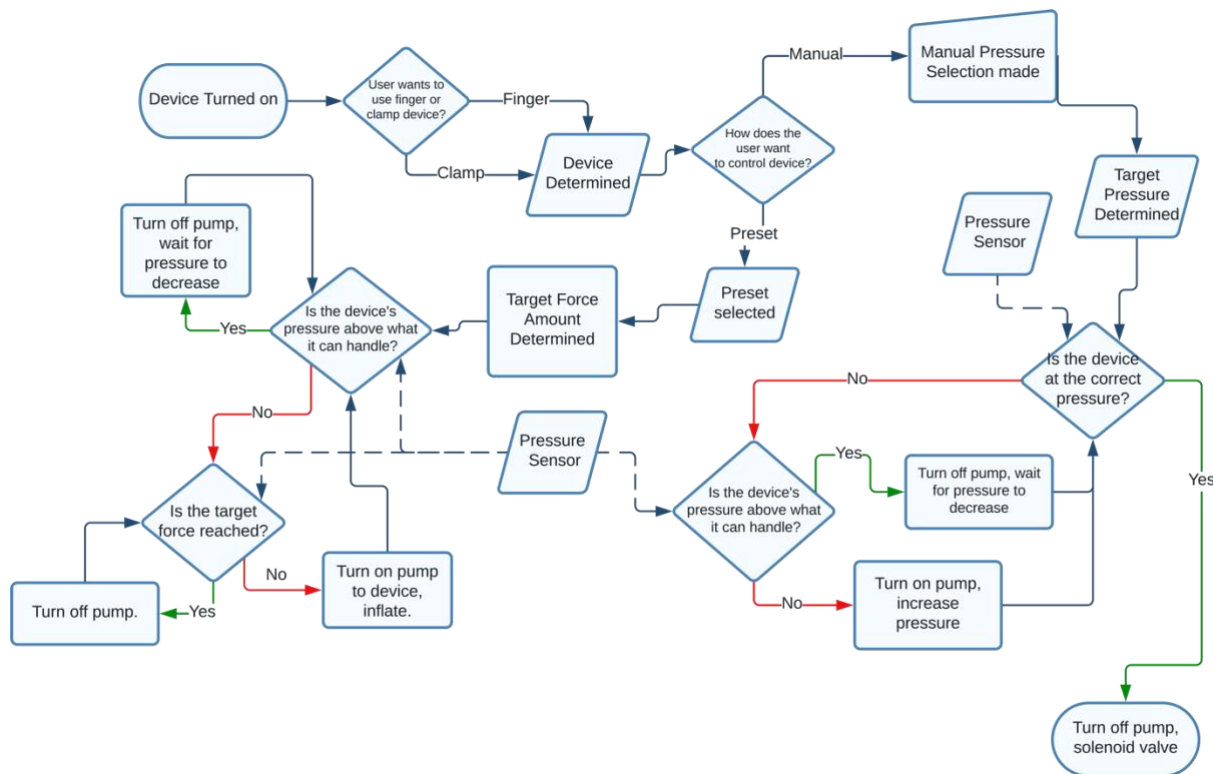 Device Turned on
User wants to
use finger or
clamp device?
Finger
Clamp
Device
Determined
How does the
user want
to control device?
Manual
Manual Pressure
Selection made
Target
Pressure
Determined
Pressure
Sensor
Preset
Preset
selected
Target Force
Amount
Determined
Turn off pump,
wait for
pressure to
decrease
Yes
Is the device's
pressure above what
it can handle?
No
Is the target
force reached?
Turn off pump.
Yes
No
Turn on pump
to device,
inflate.
Pressure
Sensor
Is the device
at the correct
pressure?
No
Is the device's
pressure above what
it can handle?
Yes
Turn off pump, wait
for pressure to
decrease
No
Turn on pump,
increase
pressure
Yes
Turn off pump,
solenoid valve